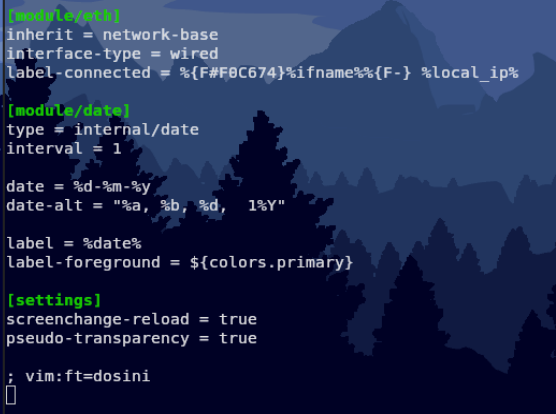 [module/eth]
inherit = network-base
interface-type = wired
label-connected = %{F#F0C674}%ifname%%{F-} %local_ip%
[module/date]
type = internal/date
interval = 1
date = %d-%m-%y
date-alt = "%a, %b, %d,  1%Y"
label = %date%
label-foreground = ${colors.primary}
[settings]
screenchange-reload = true
pseudo-transparency = true
; vim:ft=dosini